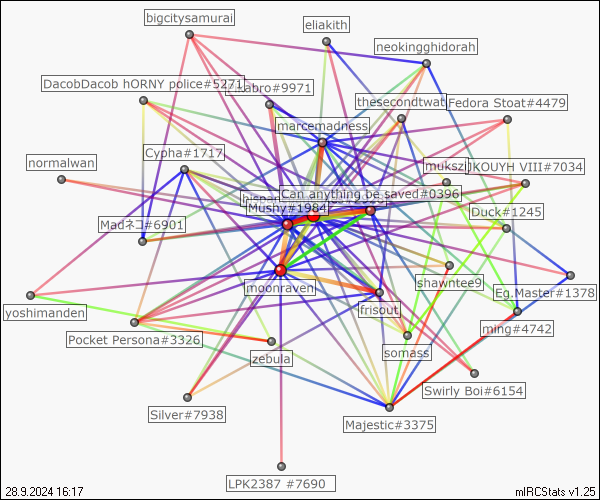 bigcitysamurai
eliakith
neokingghidorah
DacobDacob hORNY police#5271
abro#9971
thesecondtwat
Fedora Stoat#4479
marcemadness
Cypha#1717
normalwan
muksz
JKOUYH VIII#7034
Can anything be saved#0396
Mushy#1984
Duck#1245
Madネコ#6901
shawntee9
moonraven
Eg.Master#1378
frisout
yoshimanden
ming#4742
Pocket Persona#3326
zebula
somass
Swirly Boi#6154
Silver#7938
Majestic#3375
LPK2387 #7690
28.9.2024 16:17
mIRCStats v1.25